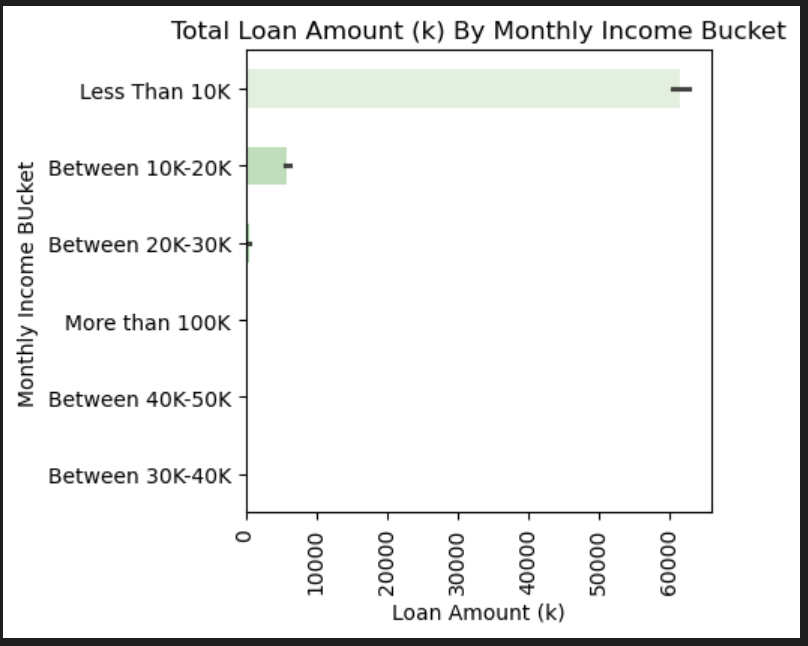 Total Loan Amount (k) By Monthly Income Bucket
Monthly Income BUcket
Less Than 10K
Between 10K-20K
Between 20K-30K
More than 100K
Between 40K-50K
Between 30K-40K
0
10000
20000
30000
40000
50000
60000
Loan Amount (k)